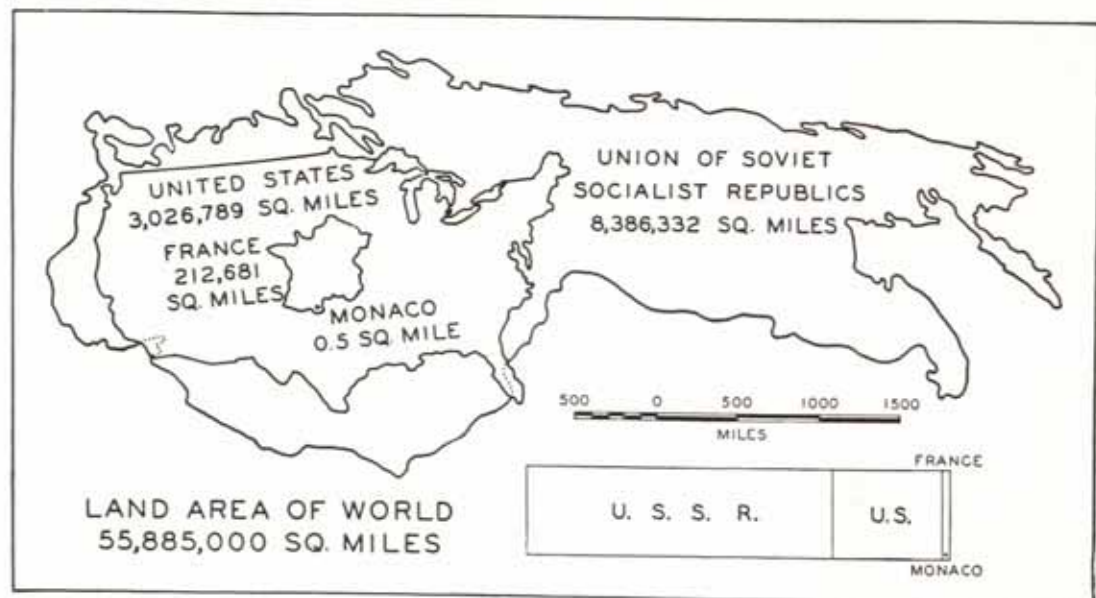 UNITED STATES
3,026,789 SQ. MILES
FRANCE
212,681
SQ. MILES
MONACO
0.5 SQ. MILE
UNION OF SOVIET
SOCIALIST REPUBLICS
8,386,332 SQ. MILES
500 0 500 1000 1500
MILES
LAND AREA OF WORLD
55,885,000 SQ. MILES
FRANCE
U. S. S. R.
U.S.
MONACO